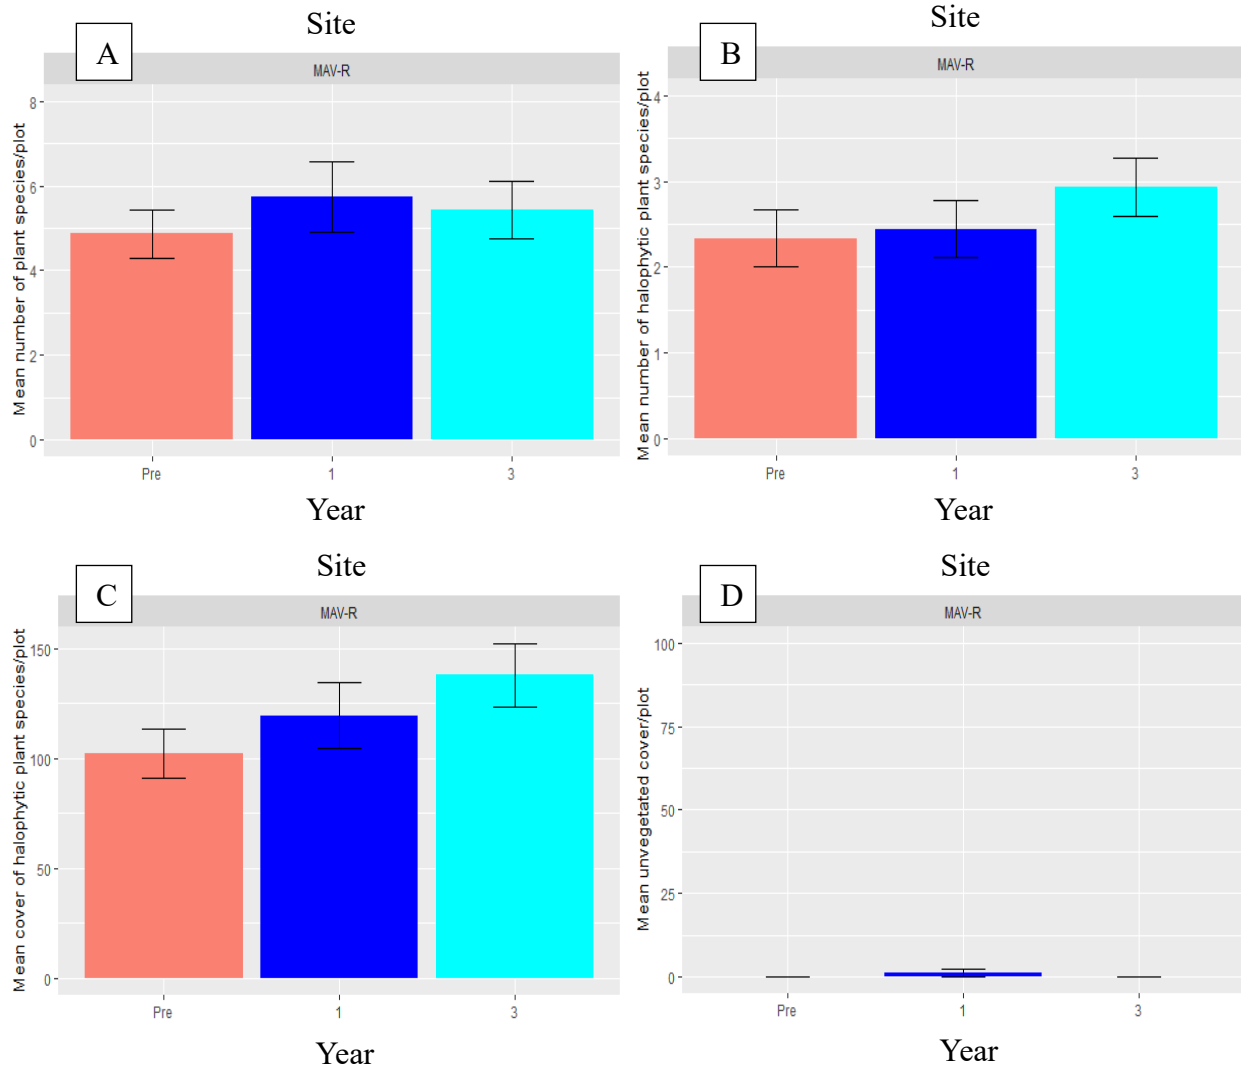 Site
A
MAV-R
Mean number of plant species/plot
8
6
4
2
0
Pre
1
3
Year
Site
B
MAV-R
Mean number of halophytic plant species/plot
4
3
2
1
0
Pre
1
3
Year
Site
C
MAV-R
Mean cover of halophytic plant species/plot
150
100
50
0
Pre
1
3
Year
Site
D
MAV-R
Mean unvegetated cover/plot
100
75
50
25
0
Pre
1
3
Year